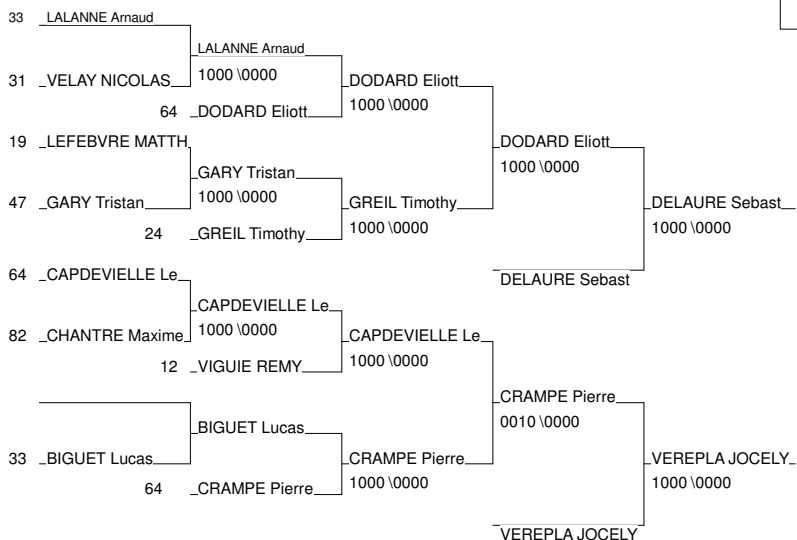 33 LALANNE Arnaud
LALANNE Arnaud
31 VELAY NICOLAS 1000 \0000 DODARD Eliott
64 DODARD Eliott 1000 \0000
19 LEFEBVRE MATTH DODARD Eliott
GARY Tristan 1000 \0000
47 GARY Tristan 1000 \0000 GREIL Timothy DELAURE Sebast
24 GREIL Timothy 1000 \0000 1000 \0000
64 CAPDEVIELLE Le DELAURE Sebast
CAPDEVIELLE Le
82 CHANTRE Maxime 1000 \0000 CAPDEVIELLE Le
12 VIGUIE REMY 1000 \0000
CRAMPE Pierre
BIGUET Lucas 0010 \0000
33 BIGUET Lucas CRAMPE Pierre VEREPLA JOCELY
64 CRAMPE Pierre 1000 \0000 1000 \0000
VEREPLA JOCELY